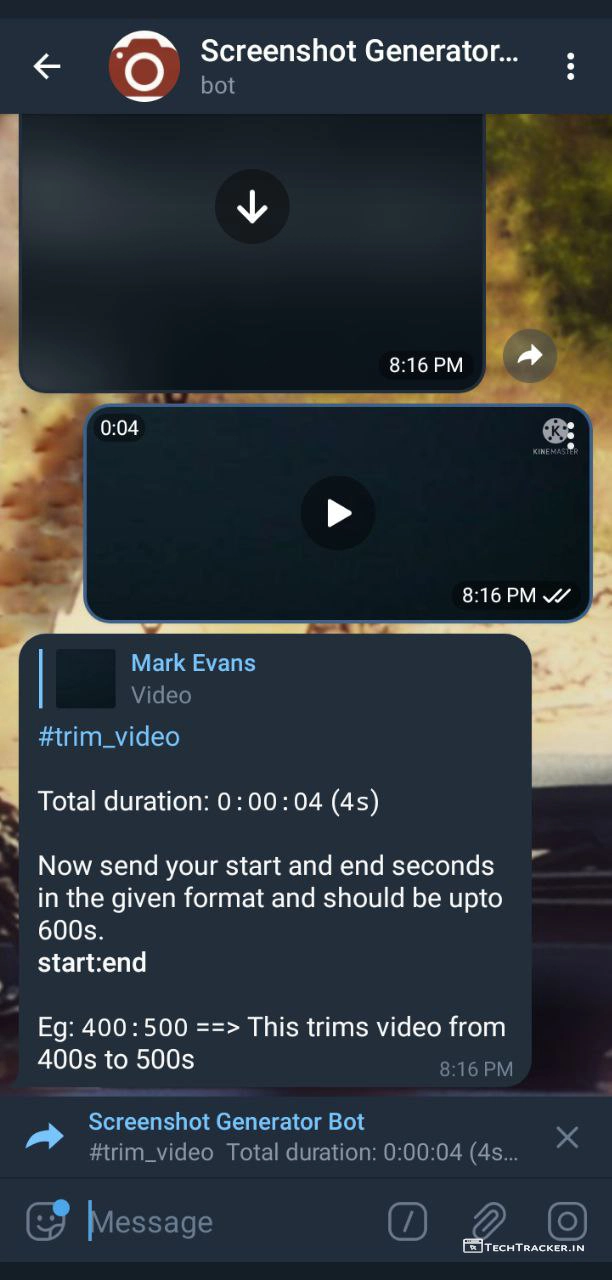 Screenshot Generator...
bot
8:16 PM
0:04
KINEMASTER
8:16 PM
Mark Evans
Video
#trim_video
Total duration: 0:00:04 (4s)
Now send your start and end seconds
in the given format and should be upto
600s.
start:end
Eg: 400:500 ==> This trims video from
400s to 500s
8:16 PM
Screenshot Generator Bot
#trim_video Total duration: 0:00:04 (4s...
Message
TECHTRACKER.IN